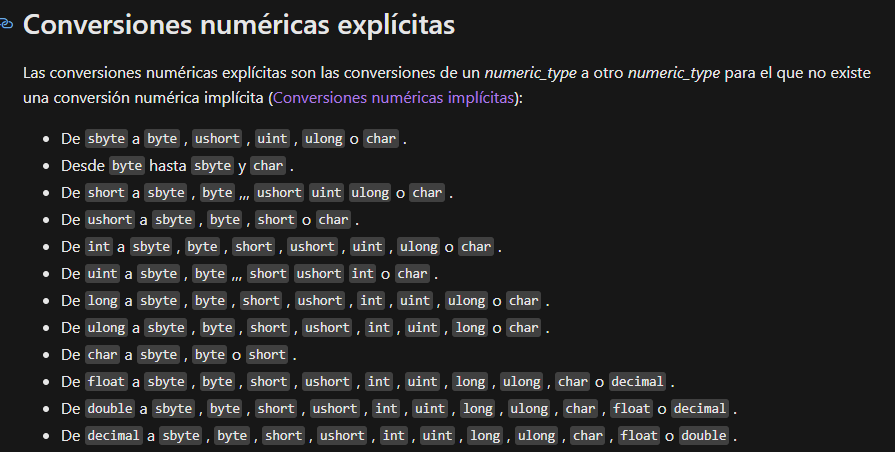 Conversiones numéricas explícitas
Las conversiones numéricas explícitas son las conversiones de un numeric_type a otro numeric_type para el que no existe
una conversión numérica implícita (Conversiones numéricas implícitas):
• De sbyte a byte , ushort , uint , ulong o char .
• Desde byte hasta sbyte y char .
• De short a sbyte , byte ,,, ushort uint ulong o char .
• De ushort a sbyte , byte , short o char .
• De int a sbyte , byte , short , ushort , uint , ulong o char .
• De uint a sbyte , byte ,,, short ushort int o char .
• De long a sbyte , byte , short , ushort , int , uint , ulong o char .
• De ulong a sbyte , byte , short , ushort , int , uint , long o char .
• De char a sbyte , byte o short .
• De float a sbyte , byte , short , ushort , int , uint , long , ulong , char o decimal .
• De double a sbyte , byte , short , ushort , int , uint , long , ulong , char , float o decimal .
• De decimal a sbyte , byte , short , ushort , int , uint , long , ulong , char , float o double .